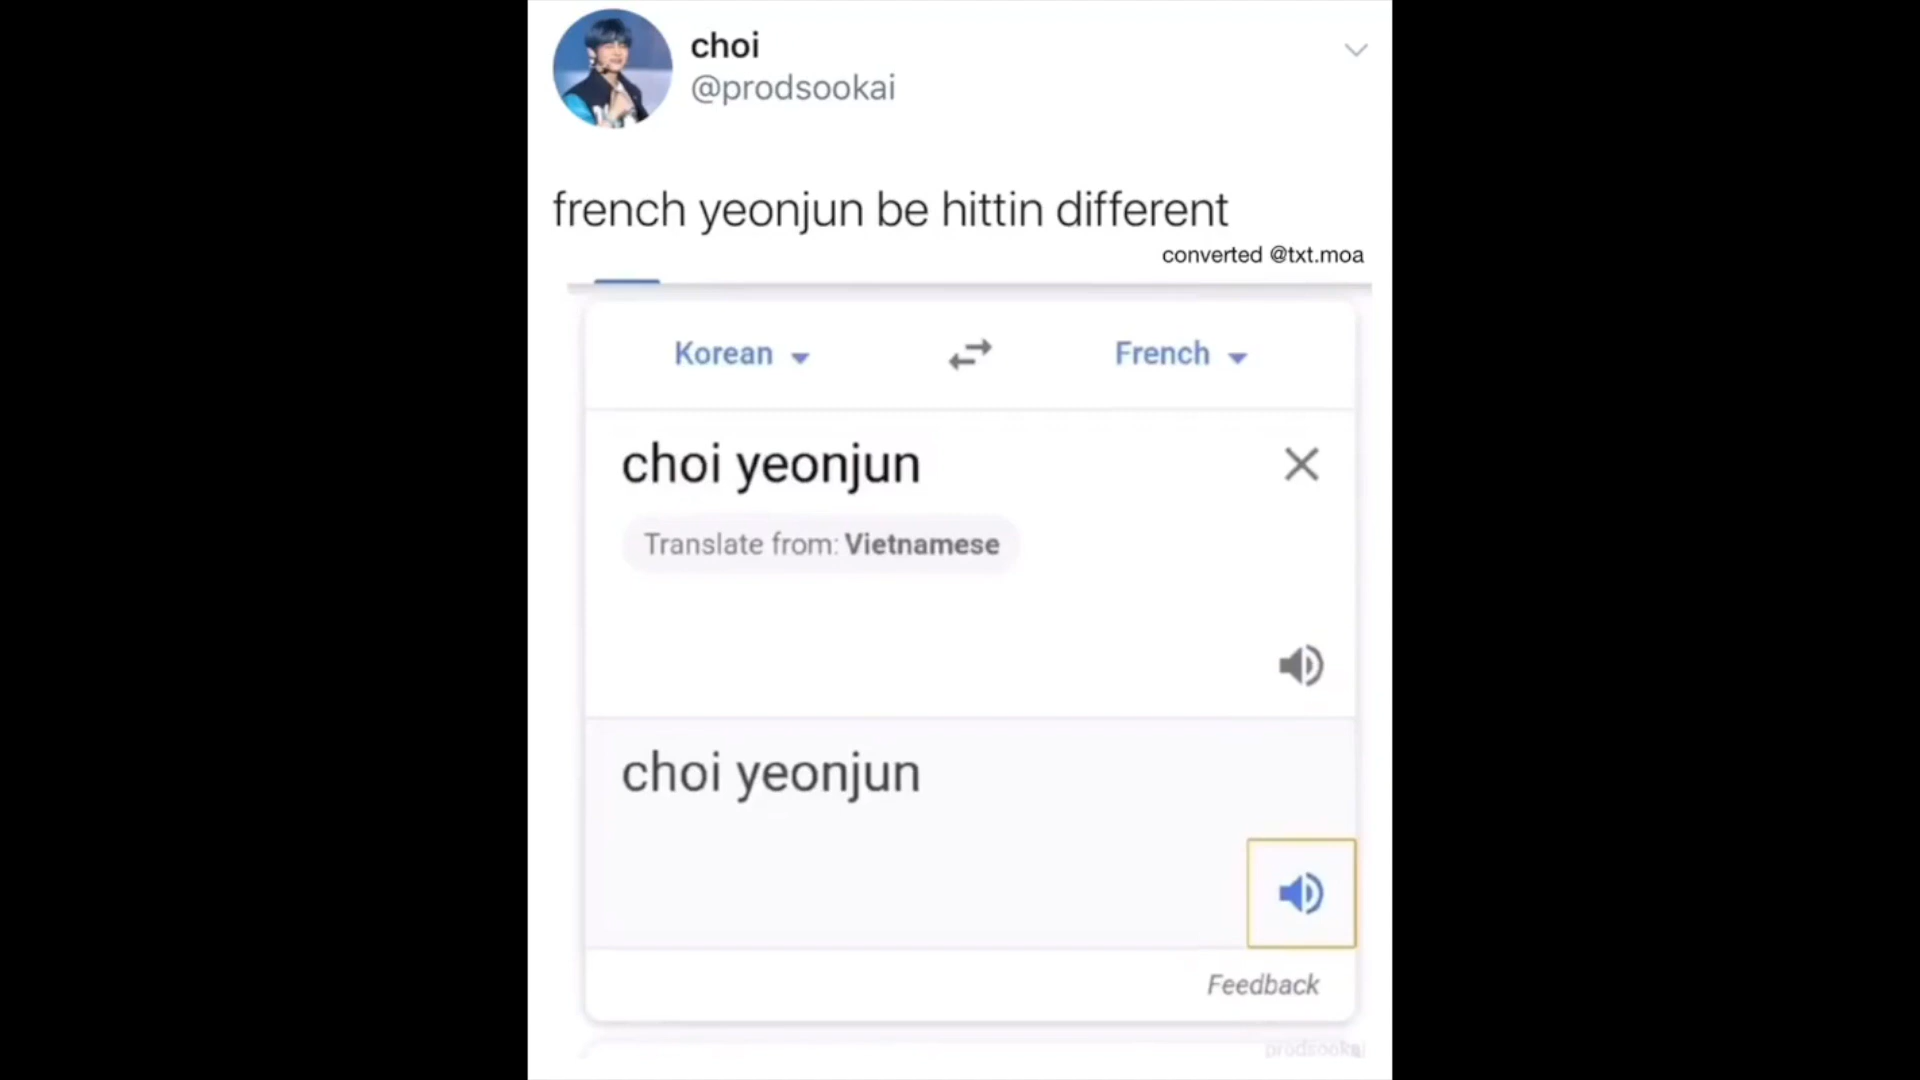 choi
@prodsookai
french yeonjun be hittin different
converted @txt.moa
Korean French
choi yeonjun
Translate from: Vietnamese
choi yeonjun
Feedback
prodsookai